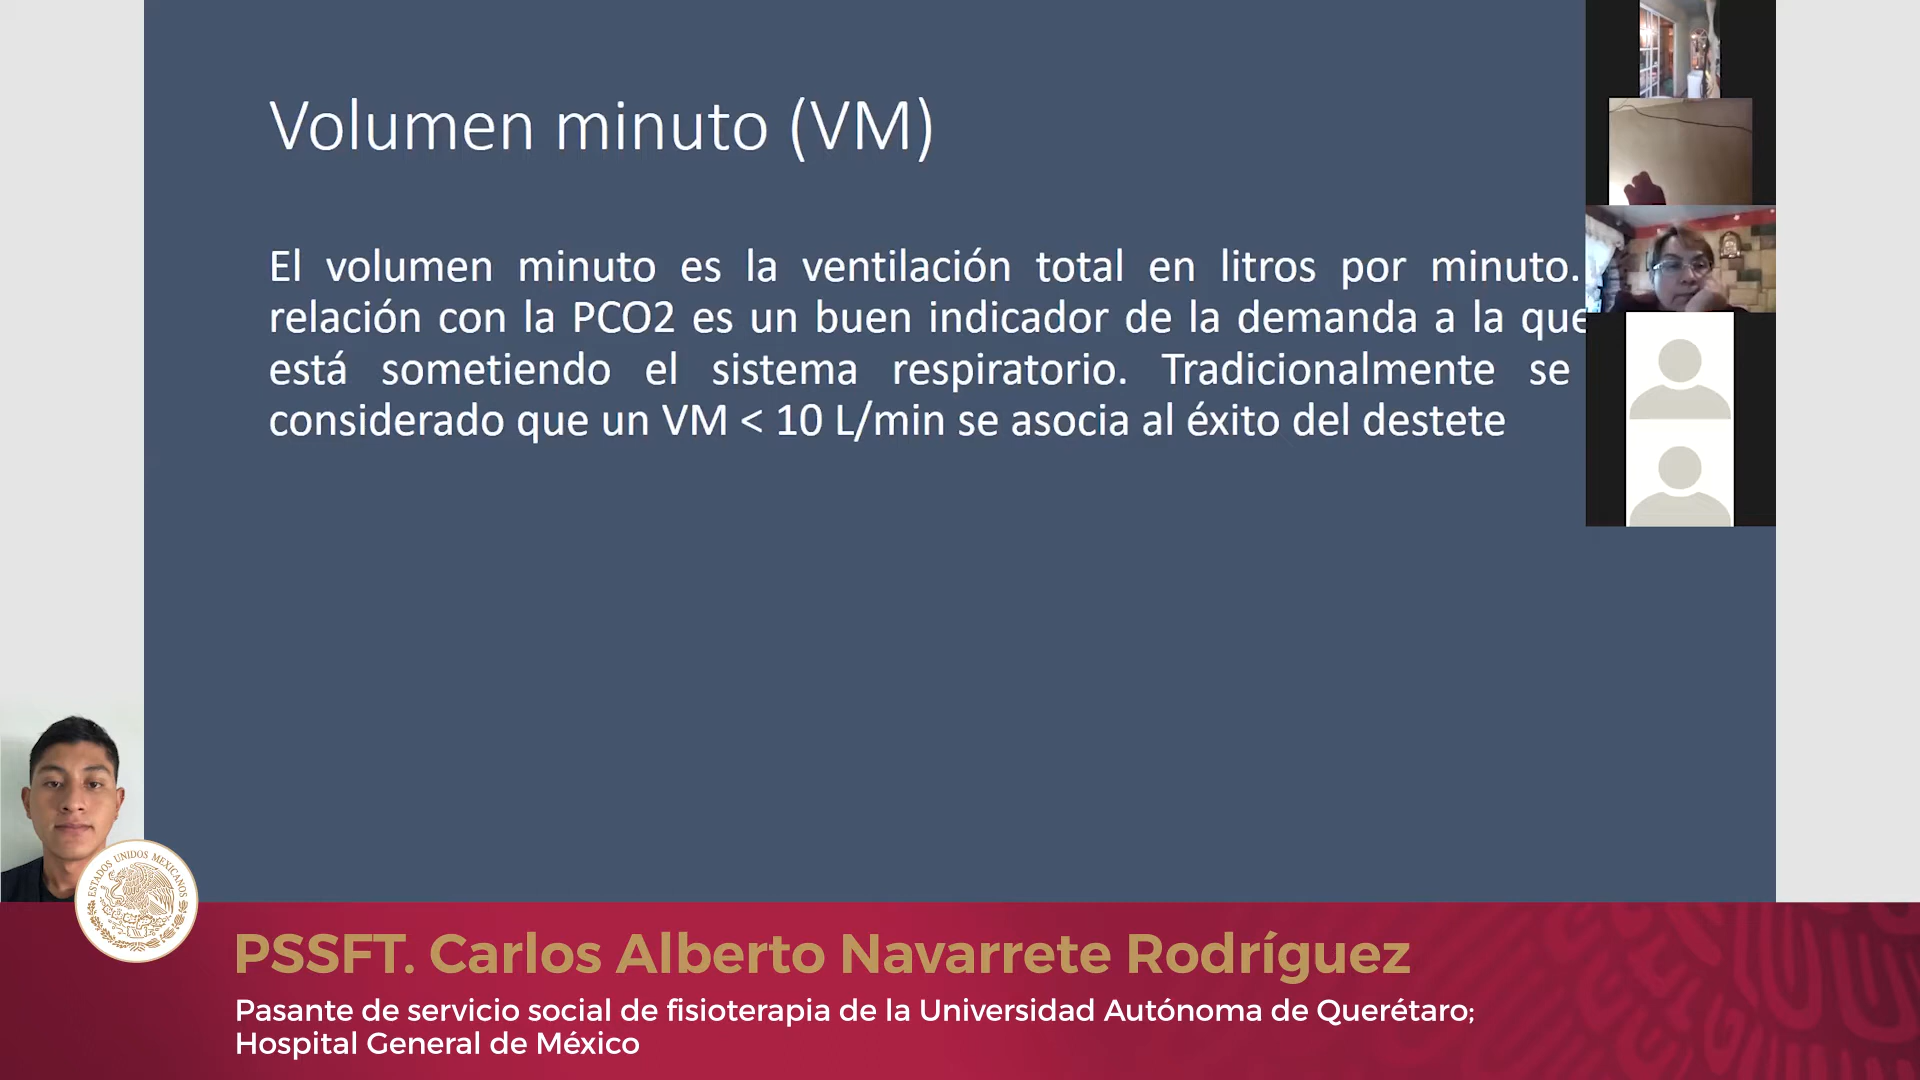 Volumen minuto (VM)
El volumen minuto es la ventilación total en litros por minuto.
relación con la PCO2 es un buen indicador de la demanda a la que
está sometiendo el sistema respiratorio. Tradicionalmente se
considerado que un VM < 10 L/min se asocia al éxito del destete
ESTADOS UNIDOS MEXICANOS
PSSFT. Carlos Alberto Navarrete Rodríguez
Pasante de servicio social de fisioterapia de la Universidad Autónoma de Querétaro;
Hospital General de México